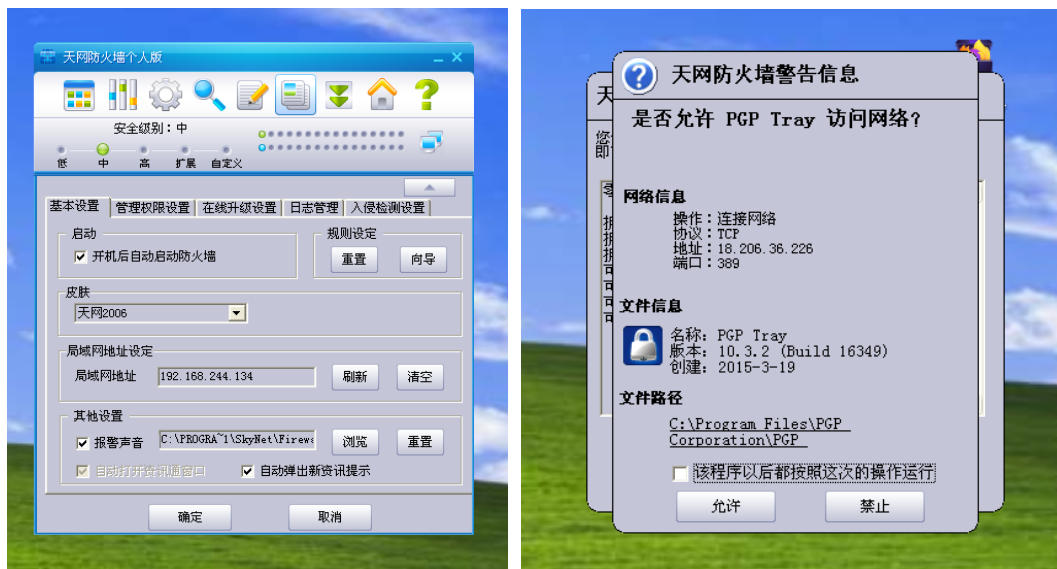 天网防火墙个人版
安全级别：中
低 中 高 扩展 自定义
基本设置 管理权限设置 在线升级设置 日志管理 入侵检测设置
启动
开机后自动启动防火墙
规则设定
重置 向导
皮肤
天网2006
局域网地址设定
局域网地址 192.168.244.134 刷新 清空
其他设置
报警声音 C:\PROGRA~1\SkyNet\Firewa 浏览 重置
自动打开资讯通窗口 自动弹出新资讯提示
确定 取消
天网防火墙警告信息
是否允许 PGP Tray 访问网络?
网络信息
操作：连接网络
协议：TCP
地址：18.206.36.226
端口：389
文件信息
名称: PGP Tray
版本: 10.3.2 (Build 16349)
创建: 2015-3-19
文件路径
C:\Program Files\PGP
Corporation\PGP
该程序以后都按照这次的操作运行
允许 禁止
天
您
即